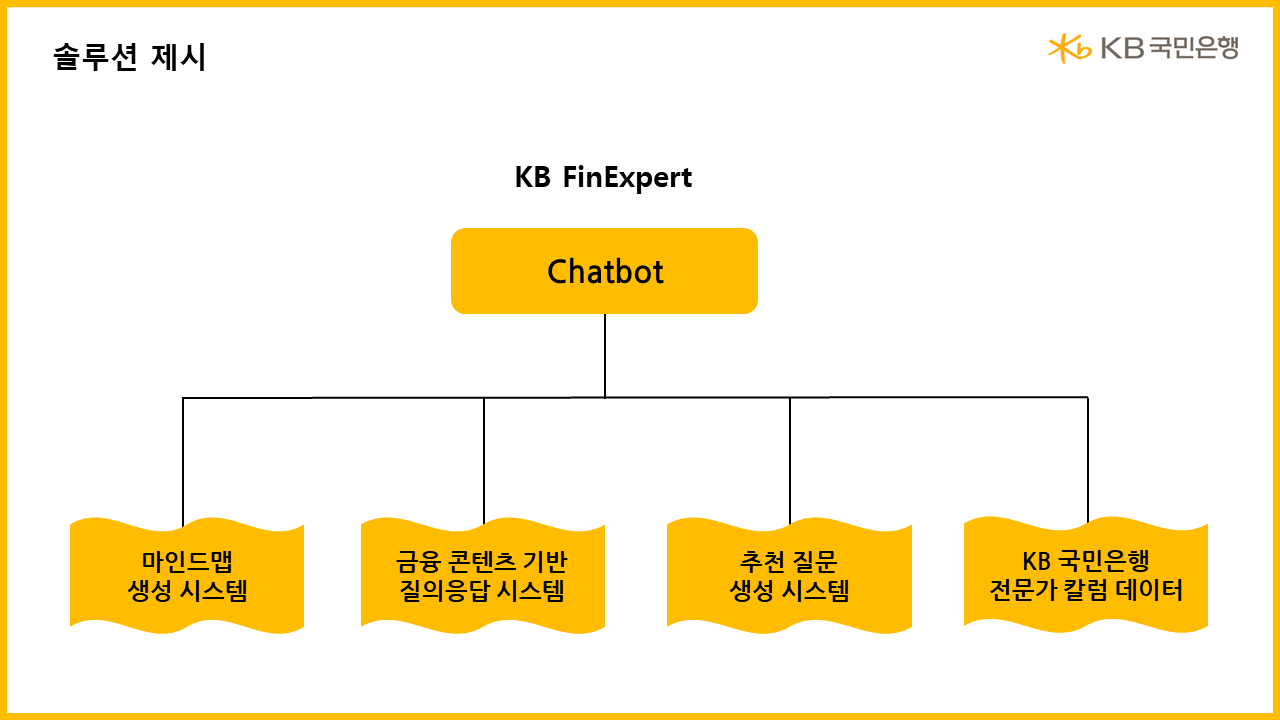 솔루션 제시
KB 국민은행
KB FinExpert
Chatbot
마인드맵
생성 시스템
금융 콘텐츠 기반
질의응답 시스템
추천 질문
생성 시스템
KB 국민은행
전문가 칼럼 데이터